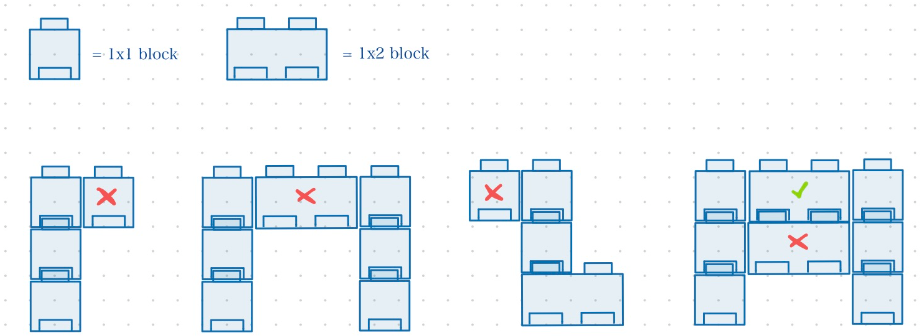 = 1x1 block
= 1x2 block